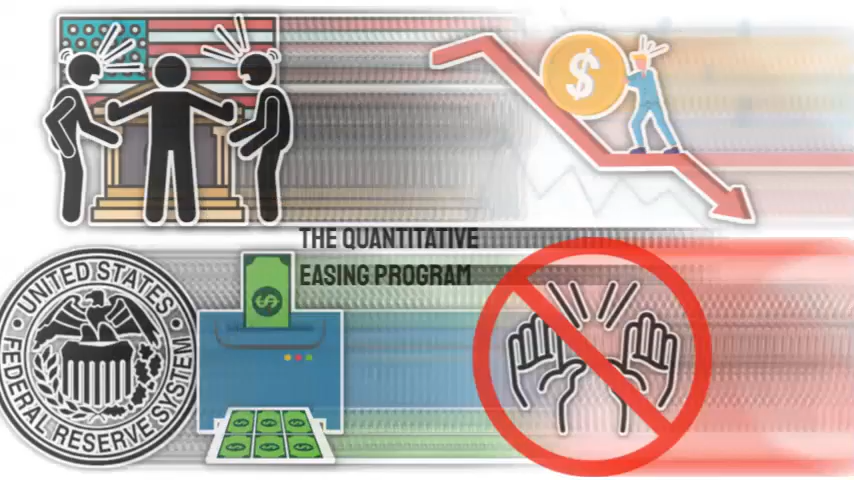 THE QUANTITATIVE
EASING PROGRAM
UNITED STATES
FEDERAL RESERVE SYSTEM